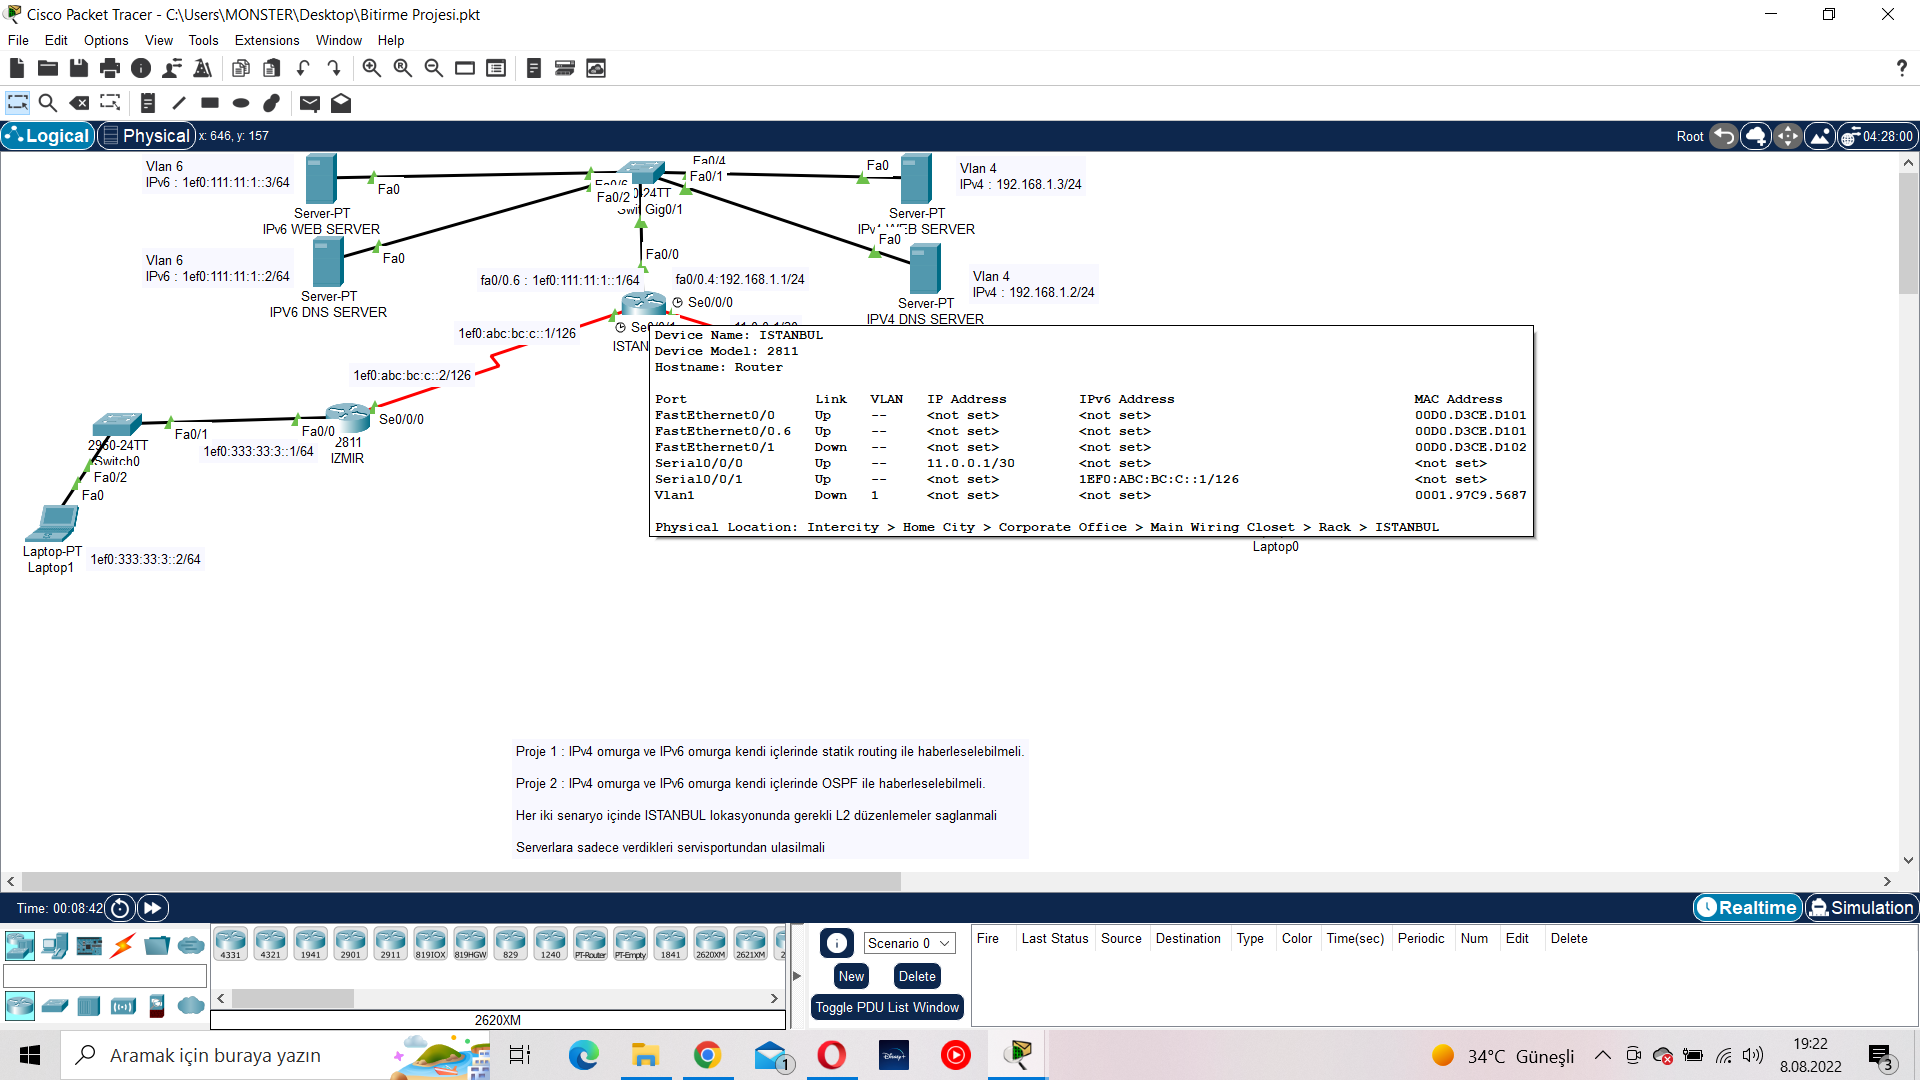 Cisco Packet Tracer - C:\Users\MONSTER\Desktop\Bitirme Projesi.pkt
File Edit Options View Tools Extensions Window Help
Logical Physical x: 646, y: 157 Root 04:28:00
Vlan 6
IPv6 : 1ef0:111:11:1::3/64
Fa0
Server-PT
IPv6 WEB SERVER
Vlan 6
IPv6 : 1ef0:111:11:1::2/64
Fa0
Server-PT
IPV6 DNS SERVER
Fa0/4
Fa0/1
Fa0/2
Gig0/1
Fa0/0
Fa0
Vlan 4
IPv4 : 192.168.1.3/24
Server-PT
SERVER
Fa0
Vlan 4
IPv4 : 192.168.1.2/24
Server-PT
IPV4 DNS SERVER
fa0/0.6 : 1ef0:111:11:1::1/64
fa0/0.4:192.168.1.1/24
Se0/0/0
1ef0:abc:bc:c::1/126
1ef0:abc:bc:c::2/126
Se0/0/0
Fa0/0
2811
IZMIR
1ef0:333:33:3::1/64
Fa0/1
2950-24TT
Switch0
Fa0/2
Fa0
Laptop-PT
Laptop1
1ef0:333:33:3::2/64
Device Name: ISTANBUL
Device Model: 2811
Hostname: Router
Port Link VLAN IP Address IPv6 Address MAC Address
FastEthernet0/0 Up -- <not set> <not set> 00D0.D3CE.D101
FastEthernet0/0.6 Up -- <not set> <not set> 00D0.D3CE.D101
FastEthernet0/1 Down -- <not set> <not set> 00D0.D3CE.D102
Serial0/0/0 Up -- 11.0.0.1/30 <not set> <not set>
Serial0/0/1 Up -- <not set> 1EF0:ABC:BC:C::1/126 <not set>
Vlan1 Down 1 <not set> <not set> 0001.97C9.5687
Physical Location: Intercity > Home City > Corporate Office > Main Wiring Closet > Rack > ISTANBUL
Laptop0
Proje 1 : IPv4 omurga ve IPv6 omurga kendi içlerinde statik routing ile haberleselebilmeli.
Proje 2 : IPv4 omurga ve IPv6 omurga kendi içlerinde OSPF ile haberleselebilmeli.
Her iki senaryo içinde ISTANBUL lokasyonunda gerekli L2 düzenlemeler saglanmali
Serverlara sadece verdikleri servisportundan ulasilmali
Time: 00:08:42 Realtime Simulation
4331 4321 1941 2901 2911 819IOX 819HGW 829 1240 PT-Router PT-Empty 1841 2620XM 2621XM
2620XM
Scenario 0
New Delete
Toggle PDU List Window
Fire Last Status Source Destination Type Color Time(sec) Periodic Num Edit Delete
Aramak için buraya yazın
1
Disney+
34°C Güneşli
19:22
8.08.2022
3